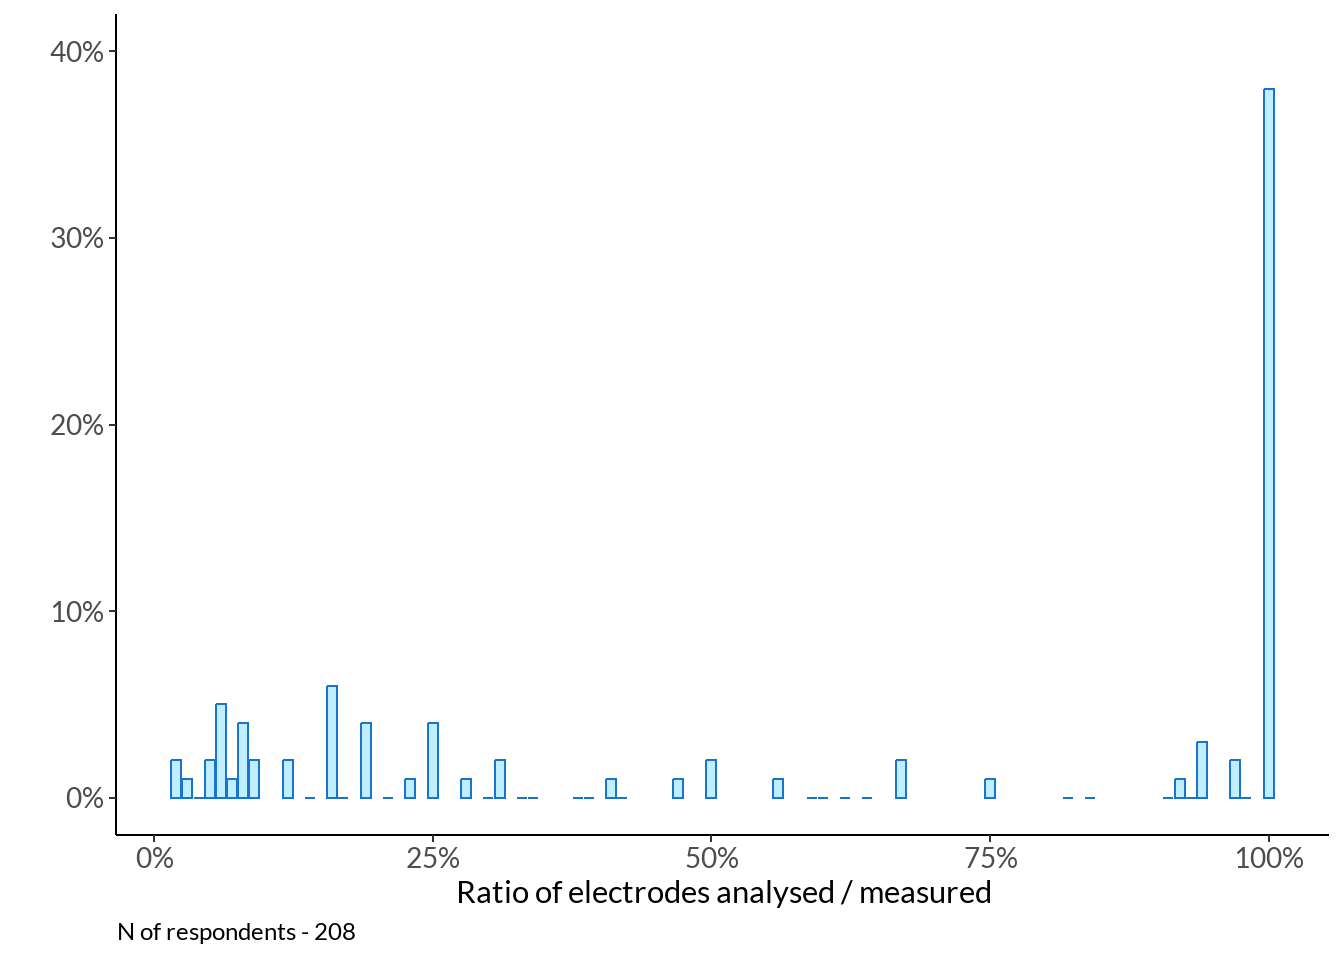 40%
30%
20%
10%
0%
0% 25% 50% 75% 100%
Ratio of electrodes analysed / measured
N of respondents - 208